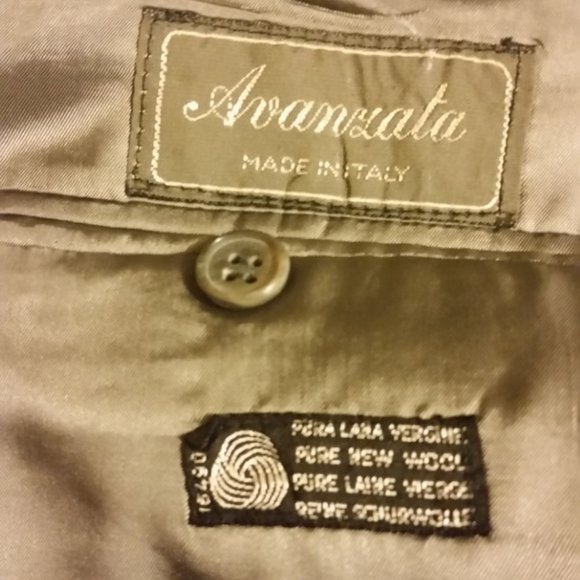 Avanzata
MADE IN ITALY
PURA LANA VERGINE
PURE NEW WOOL
PURE LAINE VIERGE
REINE SCHURWOLLE